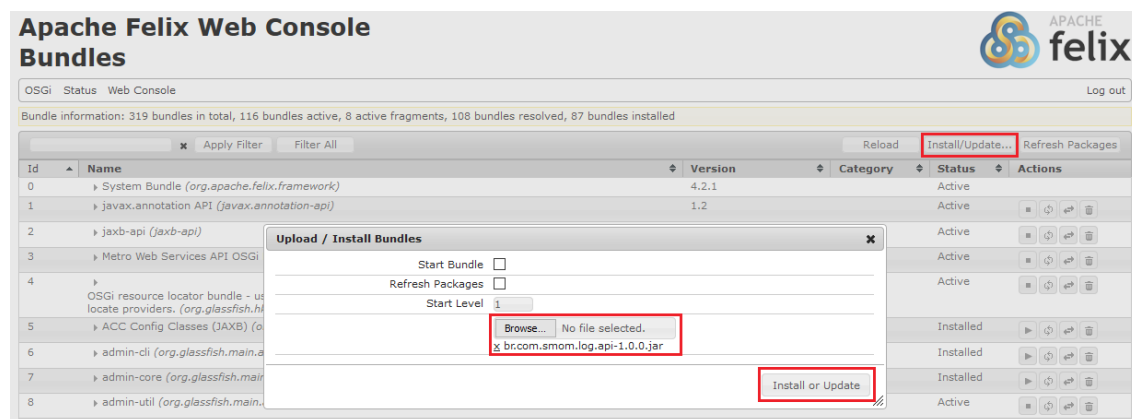 Apache Felix Web Console
Bundles
APACHE
felix
OSGi Status Web Console Log out
Bundle information: 319 bundles in total, 116 bundles active, 8 active fragments, 108 bundles resolved, 87 bundles installed
x Apply Filter Filter All Reload Install/Update... Refresh Packages
Id Name Version Category Status Actions
0 System Bundle (org.apache.felix.framework) 4.2.1 Active
1 javax.annotation API (javax.annotation-api) 1.2 Active
2 jaxb-api (jaxb-api) Active
Upload / Install Bundles x
3 Metro Web Services API OSGi Active
Start Bundle
Refresh Packages
4 Active
OSGi resource locator bundle
Start Level 1
locate providers. (org.glassfish
5 ACC Config Classes (JAXB) Installed
Browse... No file selected.
x br.com.smom.log.api-1.0.0.jar
6 admin-cli (org.glassfish.main.a Installed
7 admin-core (org.glassfish.main Installed
Install or Update
8 admin-util (org.glassfish.main. Active